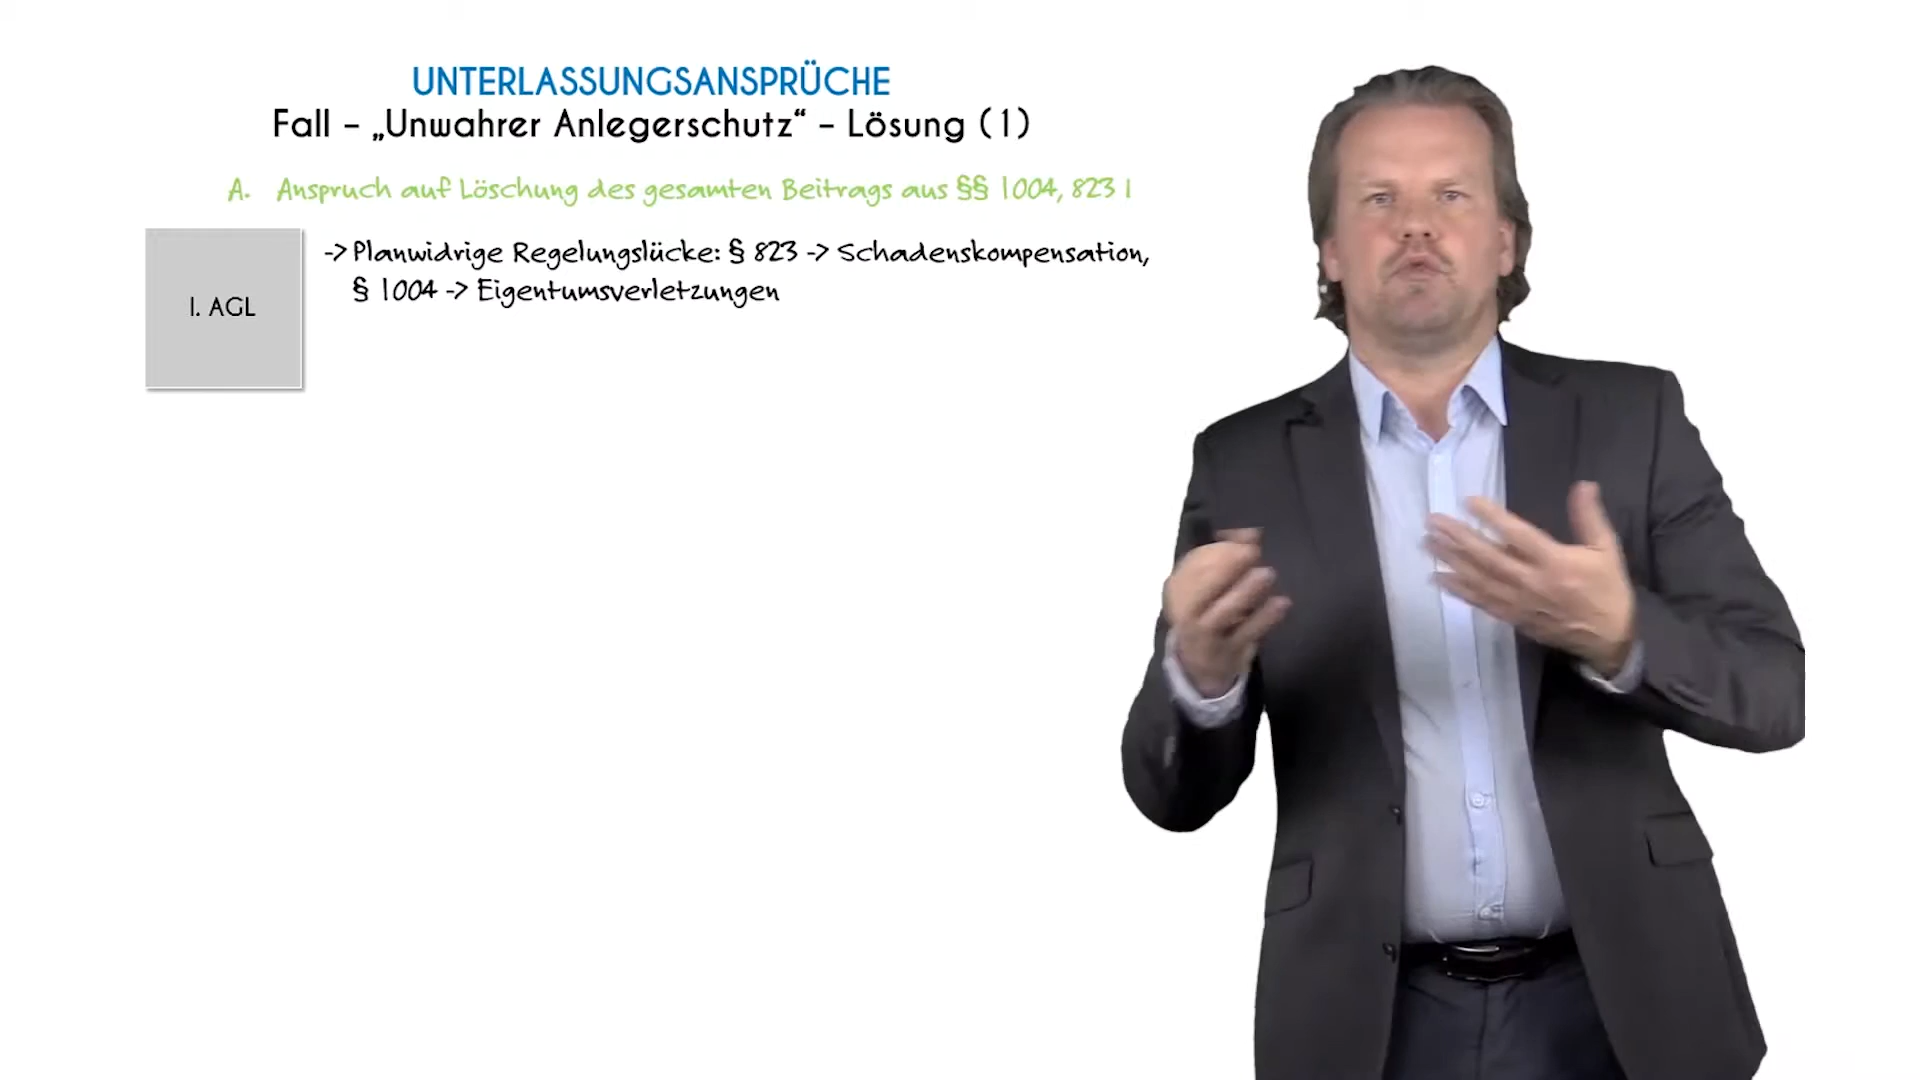 UNTERLASSUNGSANSPRÜCHE
Fall – „Unwahrer Anlegerschutz“ – Lösung (1)
A. Anspruch auf Löschung des gesamten Beitrags aus §§ 1004, 823 I
I. AGL
-> Planwidrige Regelungslücke: § 823 -> Schadenskompensation,
§ 1004 -> Eigentumsverletzungen